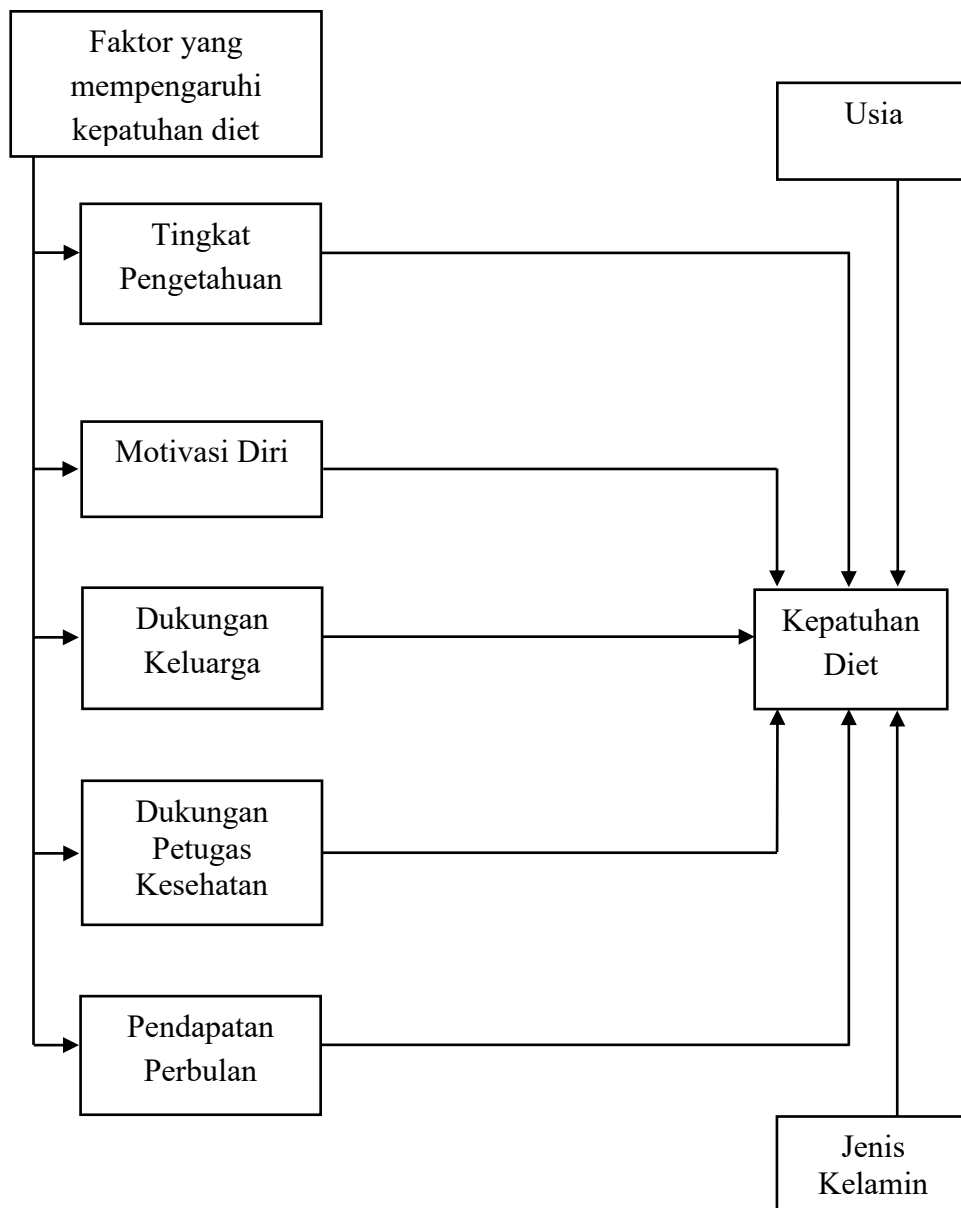 Faktor yang
mempengaruhi
kepatuhan diet
Usia
Tingkat
Pengetahuan
Motivasi Diri
Dukungan
Keluarga
Kepatuhan
Diet
Dukungan
Petugas
Kesehatan
Pendapatan
Perbulan
Jenis
Kelamin